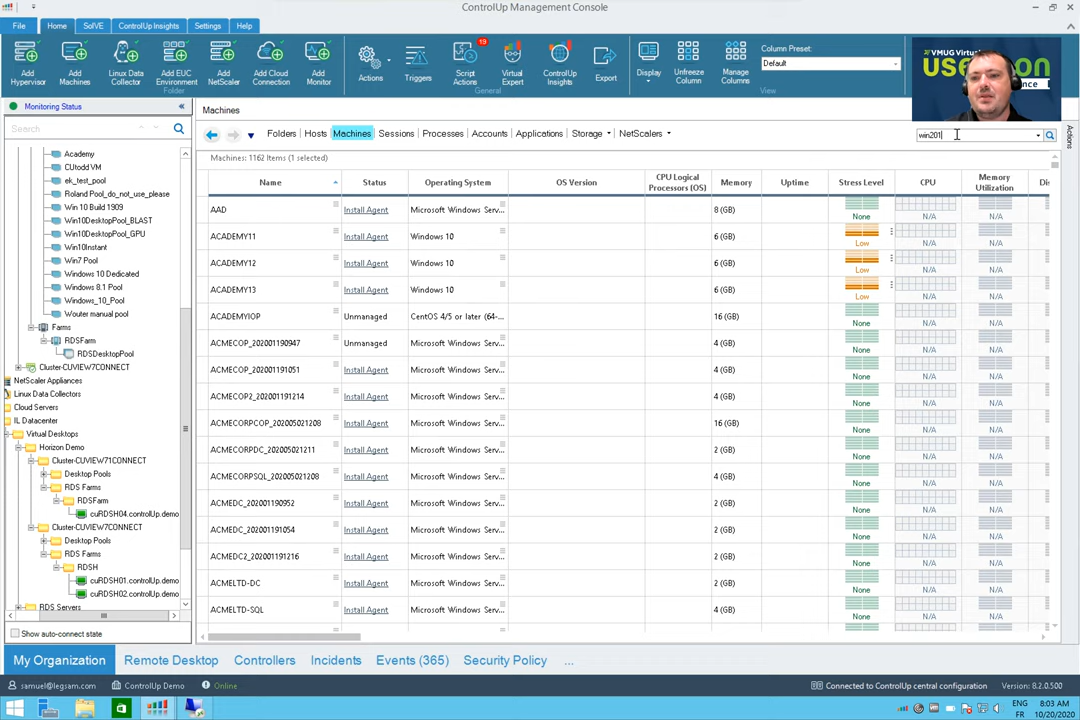 ControlUp Management Console
File
Home
SolVE
ControlUp Insights
Settings
Help
Add Hypervisor
Add Machines
Linux Data Collector
Add EUC Environment
Add NetScaler
Add Cloud Connection
Add Monitor
Folder
Actions
Triggers
19
Script Actions
Virtual Expert
ControlUp Insights
Export
General
Display
Unfreeze Column
Manage Columns
Column Preset:
Default
View
VMUG Virtual
Monitoring Status
Search
Academy
CUtodd VM
ek_test_pool
Roland Pool_do_not_use_please
Win 10 Build 1909
Win10DesktopPool_BLAST
Win10DesktopPool_GPU
Win10Instant
Win7 Pool
Windows 10 Dedicated
Windows 8.1 Pool
Windows_10_Pool
Wouter manual pool
Farms
RDSFarm
RDSDesktopPool
Cluster-CUVIEW7CONNECT
NetScaler Appliances
Linux Data Collectors
Cloud Servers
IL Datacenter
Virtual Desktops
Horizon Demo
Cluster-CUVIEW71CONNECT
Desktop Pools
RDS Farms
RDSFarm
cuRDSH04.controlUp.demo
Cluster-CUVIEW7CONNECT
Desktop Pools
RDS Farms
RDSH
cuRDSH01.controlUp.demo
cuRDSH02.controlUp.demo
RDS Servers
Show auto-connect state
Machines
Folders Hosts Machines Sessions Processes Accounts Applications Storage NetScalers
win201
Actions
Machines: 1162 Items (1 selected)
Name Status Operating System OS Version CPU Logical Processors (OS) Memory Uptime Stress Level CPU Memory Utilization Di
AAD Install Agent Microsoft Windows Serv... 8 (GB) None N/A N/A
ACADEMY11 Install Agent Windows 10 6 (GB) Low N/A N/A
ACADEMY12 Install Agent Windows 10 6 (GB) Low N/A N/A
ACADEMY13 Install Agent Windows 10 6 (GB) Low N/A N/A
ACADEMYIOP Unmanaged CentOS 4/5 or later (64-... 16 (GB) None N/A N/A
ACMECOP_202001190947 Unmanaged Microsoft Windows Serv... 4 (GB) None N/A N/A
ACMECOP_202001191051 Install Agent Microsoft Windows Serv... 4 (GB) None N/A N/A
ACMECOP2_202001191214 Install Agent Microsoft Windows Serv... 4 (GB) None N/A N/A
ACMECORPCOP_202005021208 Install Agent Microsoft Windows Serv... 16 (GB) None N/A N/A
ACMECORPDC_202005021211 Install Agent Microsoft Windows Serv... 4 (GB) None N/A N/A
ACMECORPSQL_202005021208 Install Agent Microsoft Windows Serv... 4 (GB) None N/A N/A
ACMEDC_202001190952 Install Agent Microsoft Windows Serv... 2 (GB) None N/A N/A
ACMEDC_202001191054 Install Agent Microsoft Windows Serv... 2 (GB) None N/A N/A
ACMEDC2_202001191216 Install Agent Microsoft Windows Serv... 2 (GB) None N/A N/A
ACMELTD-DC Install Agent Microsoft Windows Serv... 2 (GB) None N/A N/A
ACMELTD-SQL Install Agent Microsoft Windows Serv... 4 (GB) None N/A N/A
My Organization Remote Desktop Controllers Incidents Events (365) Security Policy ...
samuel@legsam.com ControlUp Demo Online Connected to ControlUp central configuration Version: 8.2.0.500
ENG 8:03 AM
FR 10/20/2020